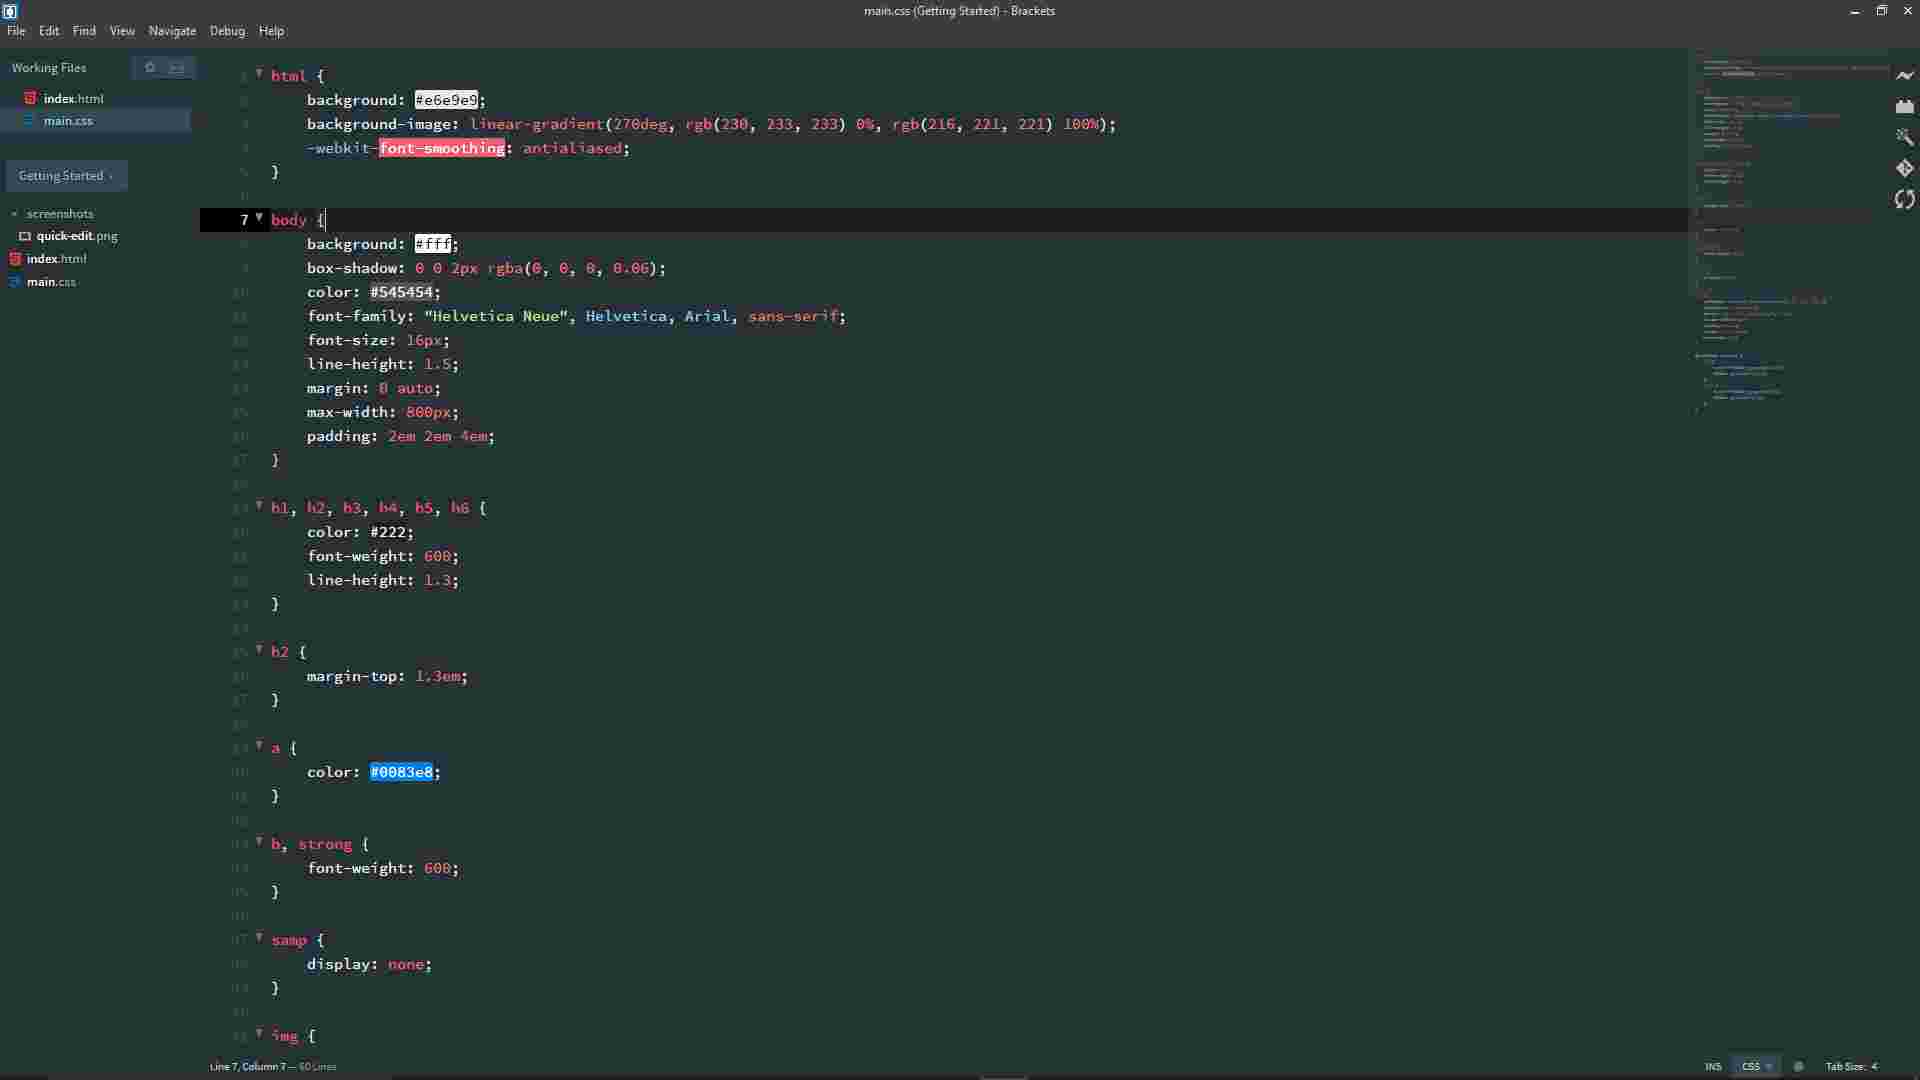 main.css (Getting Started) - Brackets
File Edit Find View Navigate Debug Help
Working Files
index.html
main.css
Getting Started
screenshots
quick-edit.png
index.html
main.css
html {
background: #e6e9e9;
background-image: linear-gradient(270deg, rgb(230, 233, 233) 0%, rgb(216, 221, 221) 100%);
-webkit-font-smoothing: antialiased;
}
7 body {
background: #fff;
box-shadow: 0 0 2px rgba(0, 0, 0, 0.06);
color: #545454;
font-family: "Helvetica Neue", Helvetica, Arial, sans-serif;
font-size: 16px;
line-height: 1.5;
margin: 0 auto;
max-width: 800px;
padding: 2em 2em 4em;
}
h1, h2, h3, h4, h5, h6 {
color: #222;
font-weight: 600;
line-height: 1.3;
}
h2 {
margin-top: 1.3em;
}
a {
color: #0083e8;
}
b, strong {
font-weight: 600;
}
samp {
display: none;
}
img {
Line 7, Column 7 — 60 Lines
INS CSS Tab Size: 4